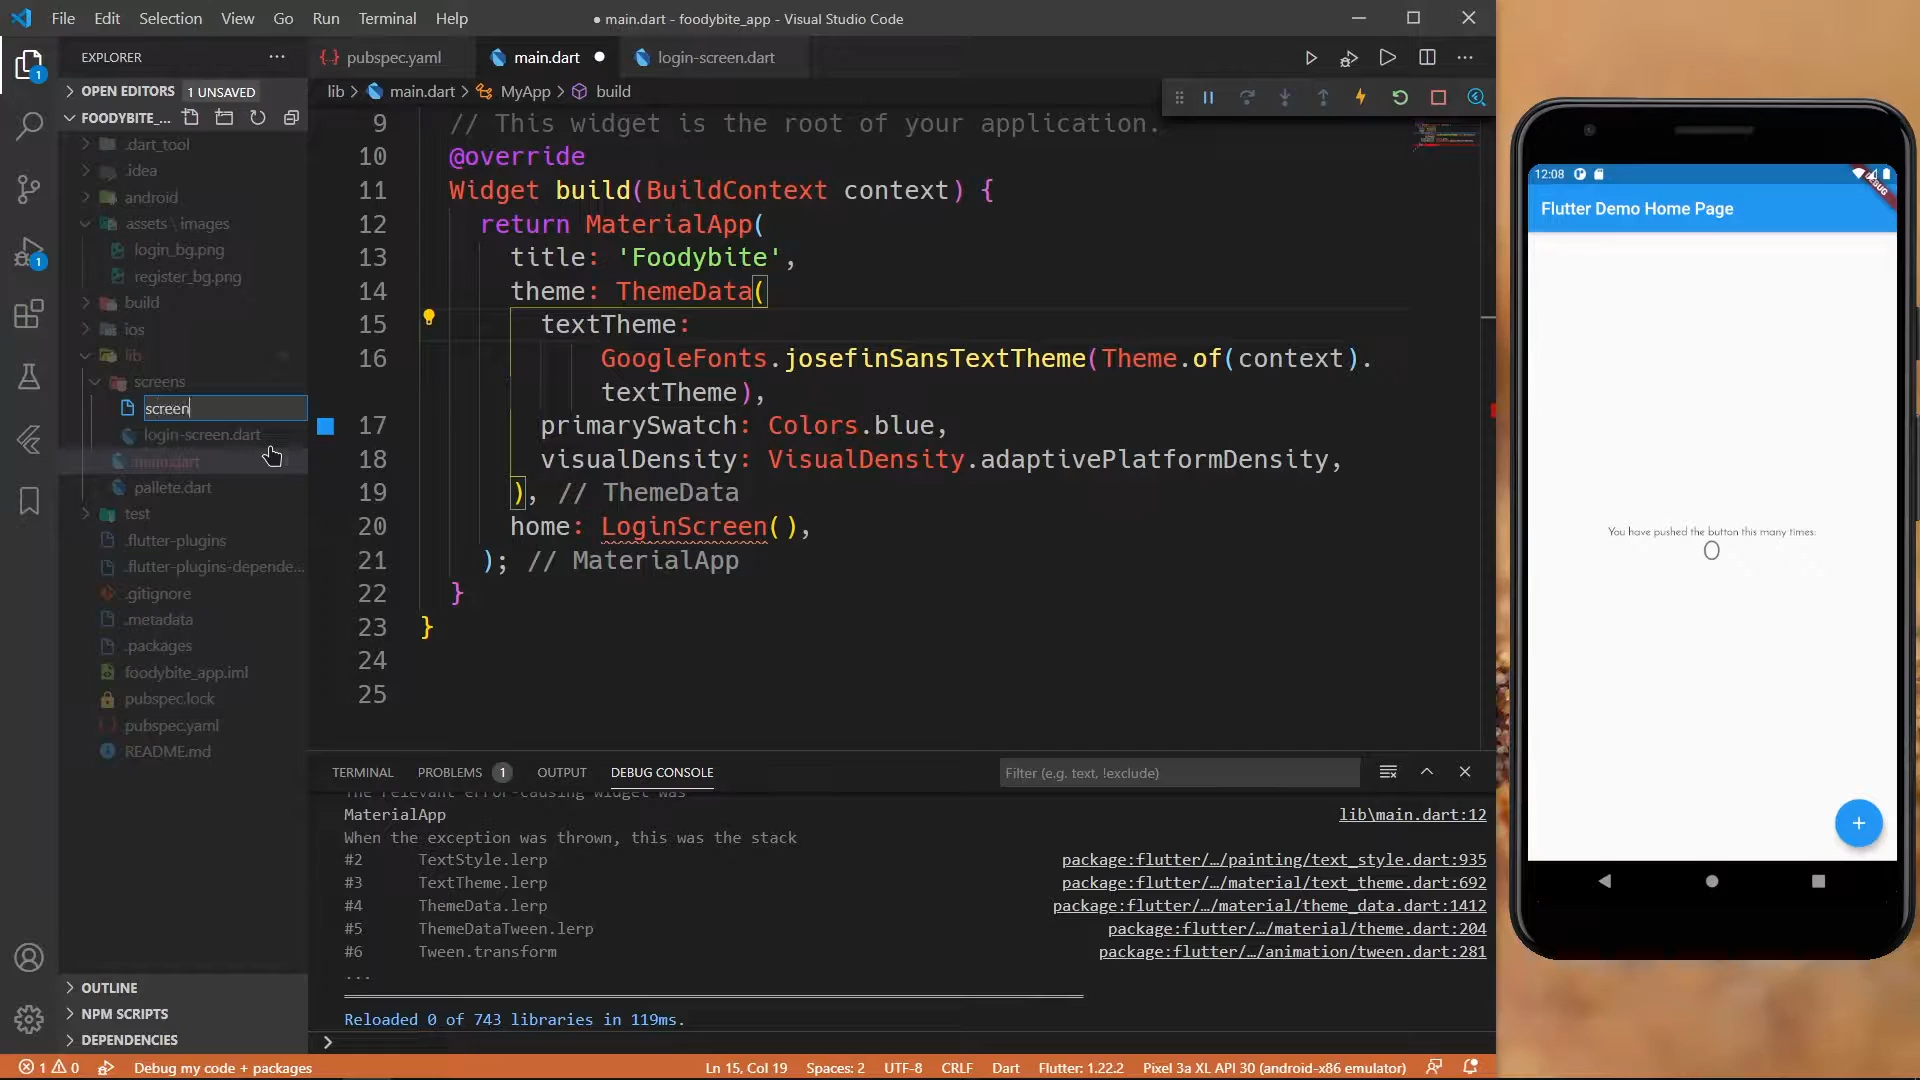 File Edit Selection View Go Run Terminal Help
● main.dart - foodybite_app - Visual Studio Code
EXPLORER
pubspec.yaml
main.dart
login-screen.dart
OPEN EDITORS 1 UNSAVED
lib > main.dart > MyApp > build
FOODYBITE_...
.dart_tool
.idea
android
assets \ images
login_bg.png
register_bg.png
build
ios
lib
screens
screen
login-screen.dart
main.dart
pallete.dart
test
.flutter-plugins
.flutter-plugins-depende...
.gitignore
.metadata
.packages
foodybite_app.iml
pubspec.lock
pubspec.yaml
README.md
OUTLINE
NPM SCRIPTS
DEPENDENCIES
9 // This widget is the root of your application.
10 @override
11 Widget build(BuildContext context) {
12 return MaterialApp(
13 title: 'Foodybite',
14 theme: ThemeData(
15 textTheme:
16 GoogleFonts.josefinSansTextTheme(Theme.of(context).
textTheme),
17 primarySwatch: Colors.blue,
18 visualDensity: VisualDensity.adaptivePlatformDensity,
19 ), // ThemeData
20 home: LoginScreen(),
21 ); // MaterialApp
22 }
23 }
24
25
TERMINAL PROBLEMS 1 OUTPUT DEBUG CONSOLE
Filter (e.g. text, !exclude)
The relevant error-causing widget was
MaterialApp lib\main.dart:12
When the exception was thrown, this was the stack
#2 TextStyle.lerp package:flutter/…/painting/text_style.dart:935
#3 TextTheme.lerp package:flutter/…/material/text_theme.dart:692
#4 ThemeData.lerp package:flutter/…/material/theme_data.dart:1412
#5 ThemeDataTween.lerp package:flutter/…/material/theme.dart:204
#6 Tween.transform package:flutter/…/animation/tween.dart:281
...
Reloaded 0 of 743 libraries in 119ms.
1 0 Debug my code + packages
Ln 15, Col 19 Spaces: 2 UTF-8 CRLF Dart Flutter: 1.22.2 Pixel 3a XL API 30 (android-x86 emulator)
12:08
DEBUG
Flutter Demo Home Page
You have pushed the button this many times:
0